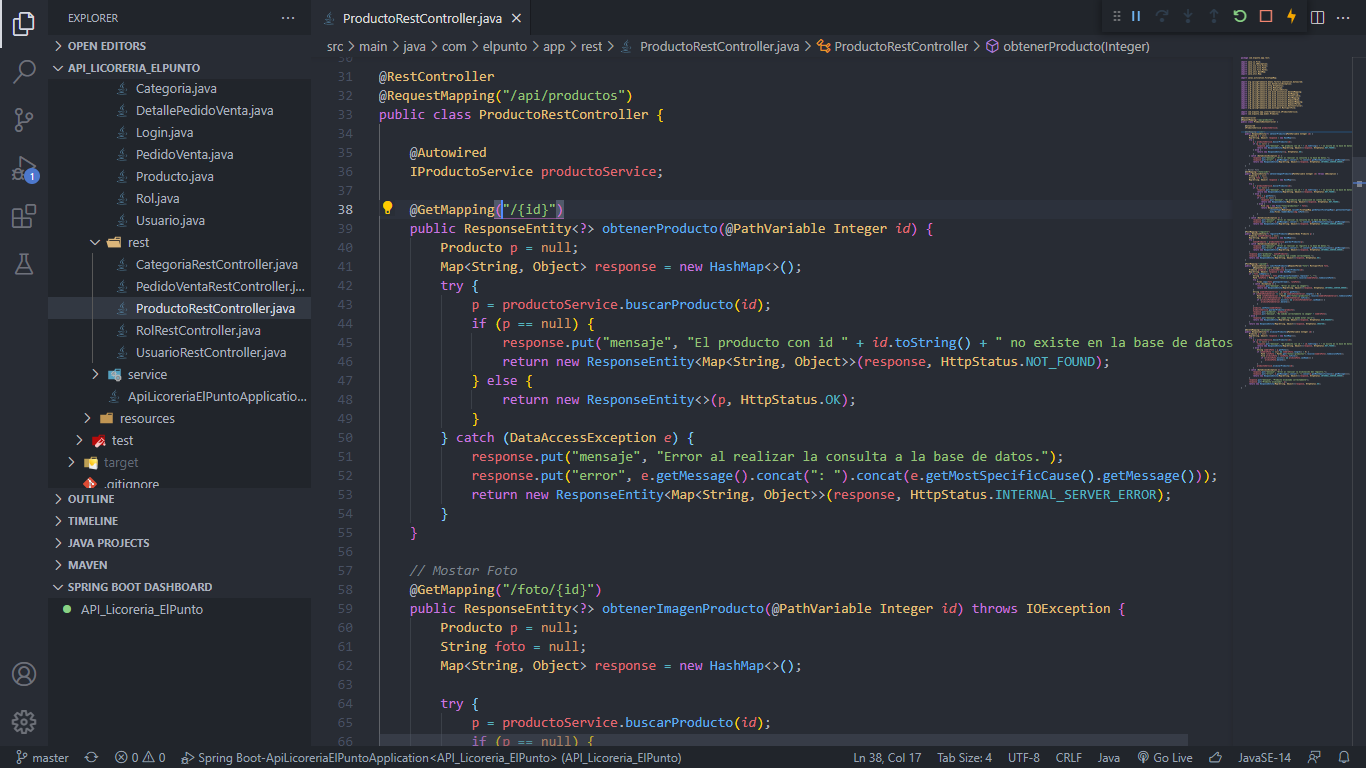 EXPLORER
OPEN EDITORS
API_LICORERIA_ELPUNTO
Categoria.java
DetallePedidoVenta.java
Login.java
PedidoVenta.java
Producto.java
Rol.java
Usuario.java
rest
CategoriaRestController.java
PedidoVentaRestController.j...
ProductoRestController.java
RolRestController.java
UsuarioRestController.java
service
ApiLicoreriaElPuntoApplicatio...
resources
test
target
.gitignore
OUTLINE
TIMELINE
JAVA PROJECTS
MAVEN
SPRING BOOT DASHBOARD
API_Licoreria_ElPunto
1
ProductoRestController.java
src > main > java > com > elpunto > app > rest > ProductoRestController.java > ProductoRestController > obtenerProducto(Integer)
30
31 @RestController
32 @RequestMapping("/api/productos")
33 public class ProductoRestController {
34
35 @Autowired
36 IProductoService productoService;
37
38 @GetMapping("/{id}")
39 public ResponseEntity<?> obtenerProducto(@PathVariable Integer id) {
40 Producto p = null;
41 Map<String, Object> response = new HashMap<>();
42 try {
43 p = productoService.buscarProducto(id);
44 if (p == null) {
45 response.put("mensaje", "El producto con id " + id.toString() + " no existe en la base de datos
46 return new ResponseEntity<Map<String, Object>>(response, HttpStatus.NOT_FOUND);
47 } else {
48 return new ResponseEntity<>(p, HttpStatus.OK);
49 }
50 } catch (DataAccessException e) {
51 response.put("mensaje", "Error al realizar la consulta a la base de datos.");
52 response.put("error", e.getMessage().concat(": ").concat(e.getMostSpecificCause().getMessage()));
53 return new ResponseEntity<Map<String, Object>>(response, HttpStatus.INTERNAL_SERVER_ERROR);
54 }
55 }
56
57 // Mostar Foto
58 @GetMapping("/foto/{id}")
59 public ResponseEntity<?> obtenerImagenProducto(@PathVariable Integer id) throws IOException {
60 Producto p = null;
61 String foto = null;
62 Map<String, Object> response = new HashMap<>();
63
64 try {
65 p = productoService.buscarProducto(id);
66 if (p == null) {
master
0 0
Spring Boot-ApiLicoreriaElPuntoApplication<API_Licoreria_ElPunto> (API_Licoreria_ElPunto)
Ln 38, Col 17
Tab Size: 4
UTF-8
CRLF
Java
Go Live
JavaSE-14